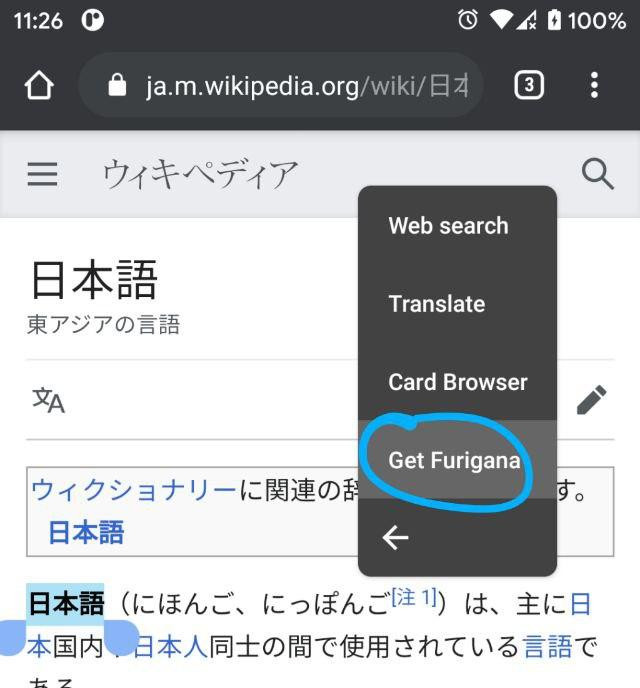 11:26
100%
ja.m.wikipedia.org/wiki/日本
3
ウィキペディア
Web search
Translate
Card Browser
Get Furigana
日本語
東アジアの言語
文A
ウィクショナリーに関連の辞 す。
日本語
日本語（にほんご、にっぽんご[注 1]）は、主に日
本国内 日本人同士の間で使用されている言語で
ある